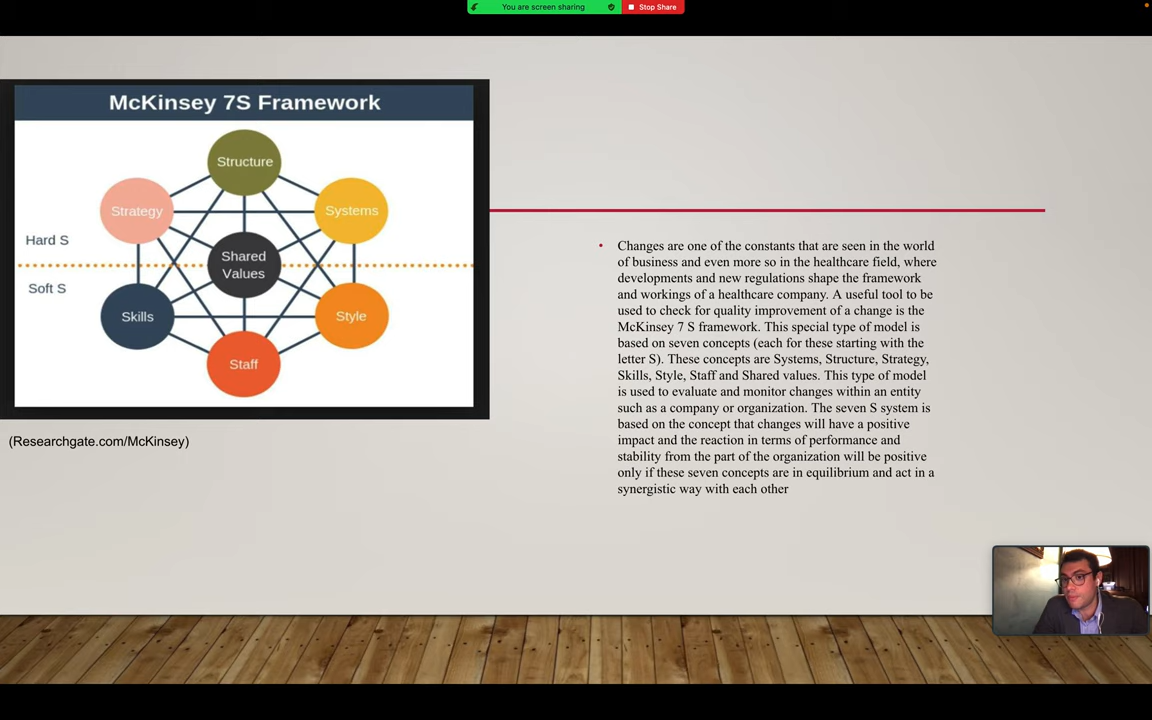 You are screen sharing
Stop Share
McKinsey 7S Framework
Structure
Strategy
Systems
Hard S
Shared
Values
Soft S
Skills
Style
Staff
(Researchgate.com/McKinsey)
• Changes are one of the constants that are seen in the world
of business and even more so in the healthcare field, where
developments and new regulations shape the framework
and workings of a healthcare company. A useful tool to be
used to check for quality improvement of a change is the
McKinsey 7 S framework. This special type of model is
based on seven concepts (each for these starting with the
letter S). These concepts are Systems, Structure, Strategy,
Skills, Style, Staff and Shared values. This type of model
is used to evaluate and monitor changes within an entity
such as a company or organization. The seven S system is
based on the concept that changes will have a positive
impact and the reaction in terms of performance and
stability from the part of the organization will be positive
only if these seven concepts are in equilibrium and act in a
synergistic way with each other